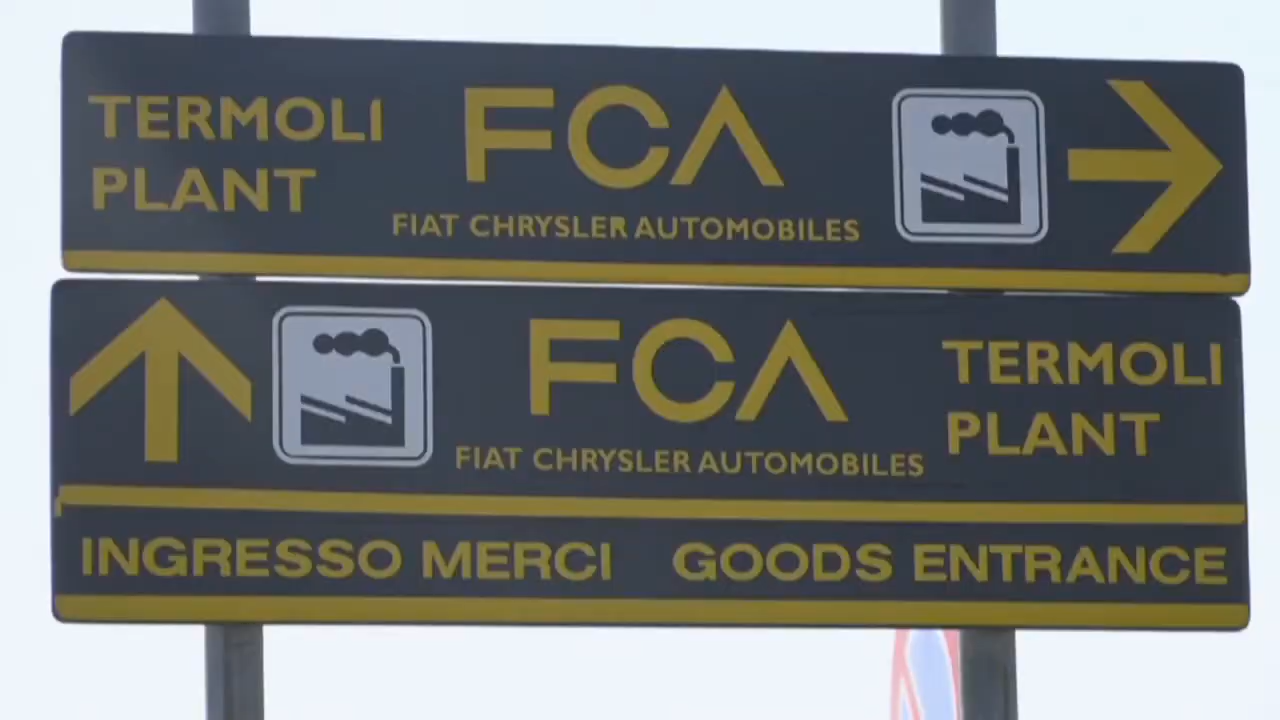 TERMOLI
PLANT
FCA
FIAT CHRYSLER AUTOMOBILES
FCA
FIAT CHRYSLER AUTOMOBILES
TERMOLI
PLANT
INGRESSO MERCI GOODS ENTRANCE